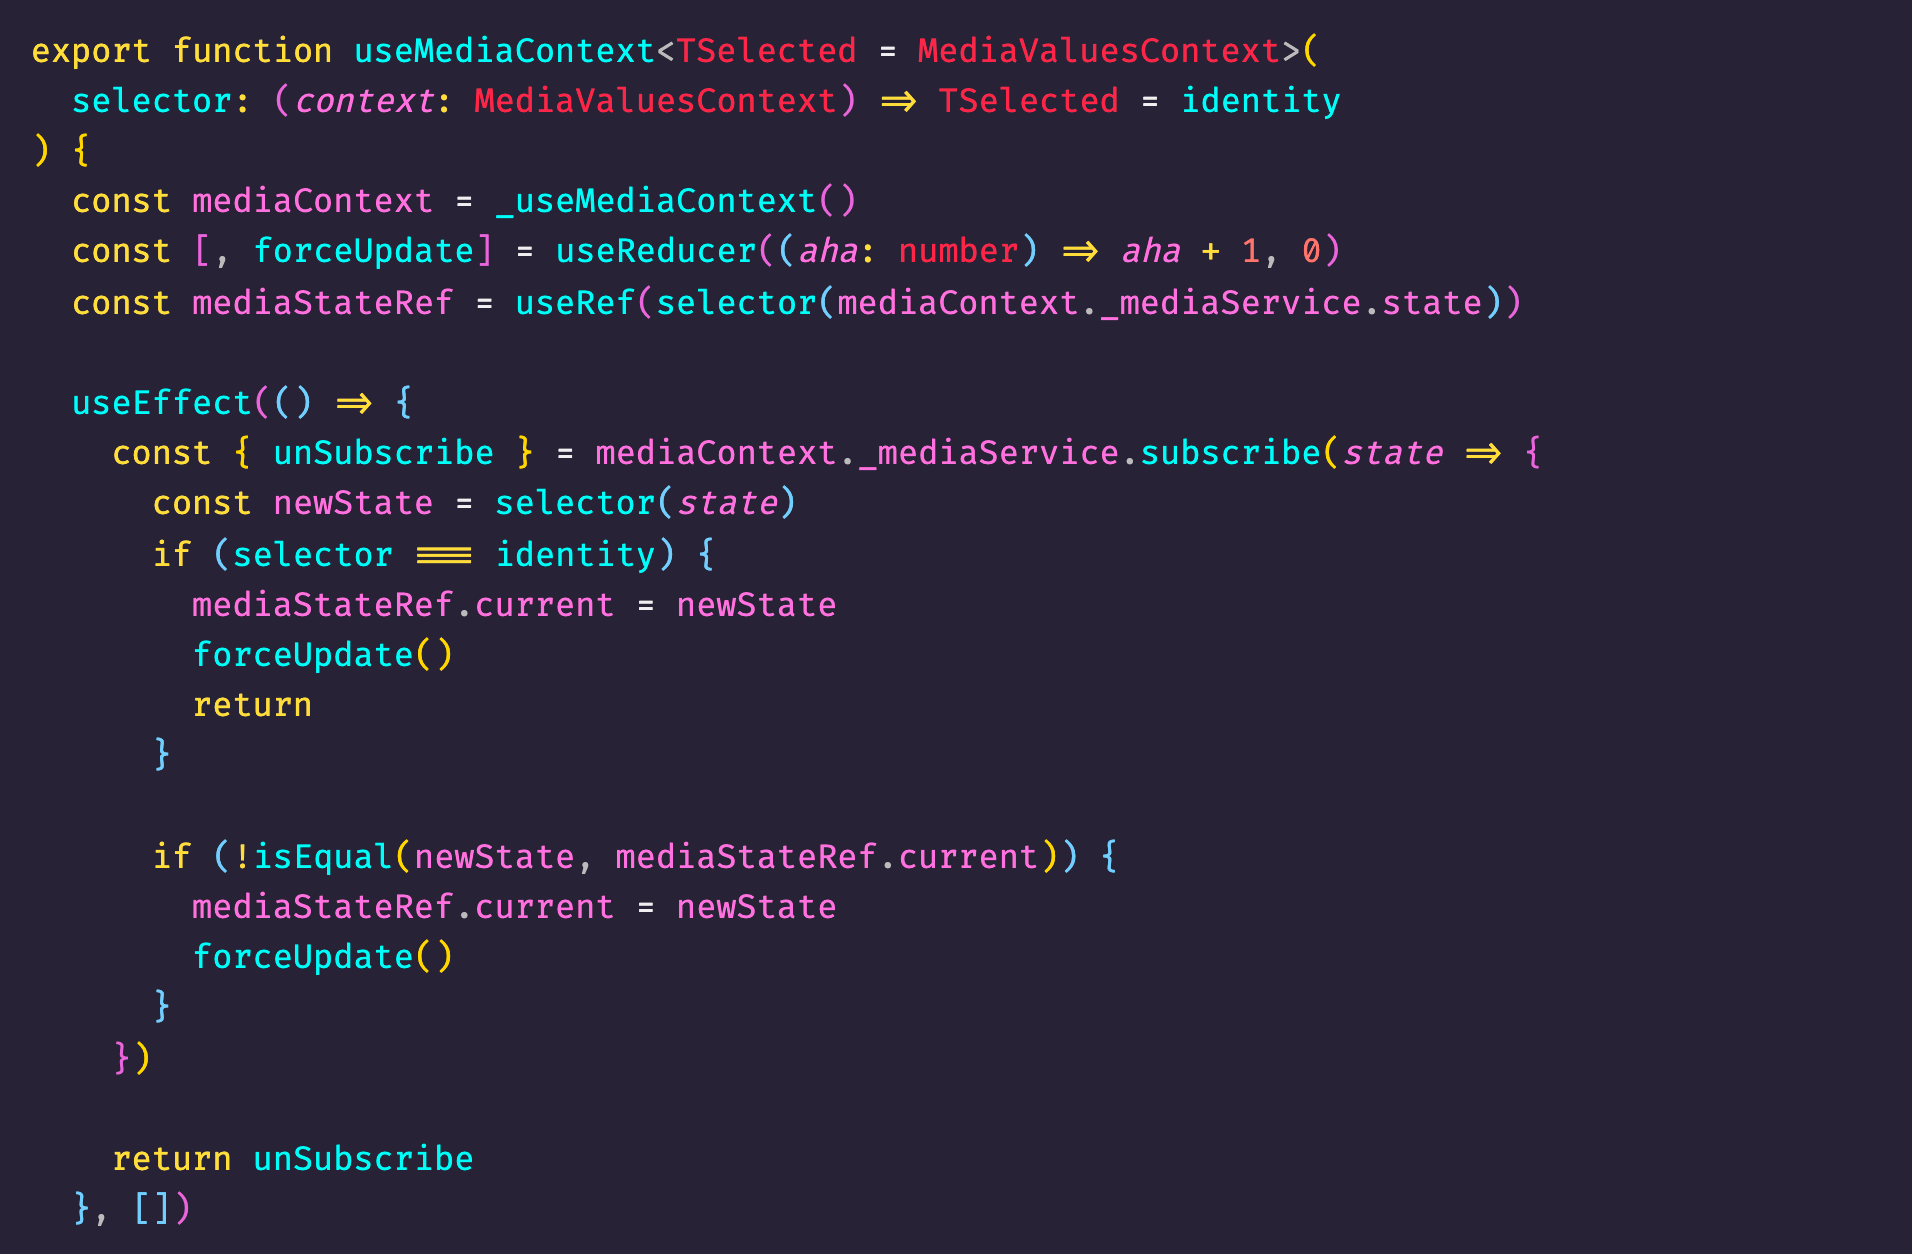 export function useMediaContext<TSelected = MediaValuesContext>(
  selector: (context: MediaValuesContext) => TSelected = identity
) {
  const mediaContext = _useMediaContext()
  const [, forceUpdate] = useReducer((aha: number) => aha + 1, 0)
  const mediaStateRef = useRef(selector(mediaContext._mediaService.state))

  useEffect(() => {
    const { unSubscribe } = mediaContext._mediaService.subscribe(state => {
      const newState = selector(state)
      if (selector === identity) {
        mediaStateRef.current = newState
        forceUpdate()
        return
      }

      if (!isEqual(newState, mediaStateRef.current)) {
        mediaStateRef.current = newState
        forceUpdate()
      }
    })

    return unSubscribe
  }, [])